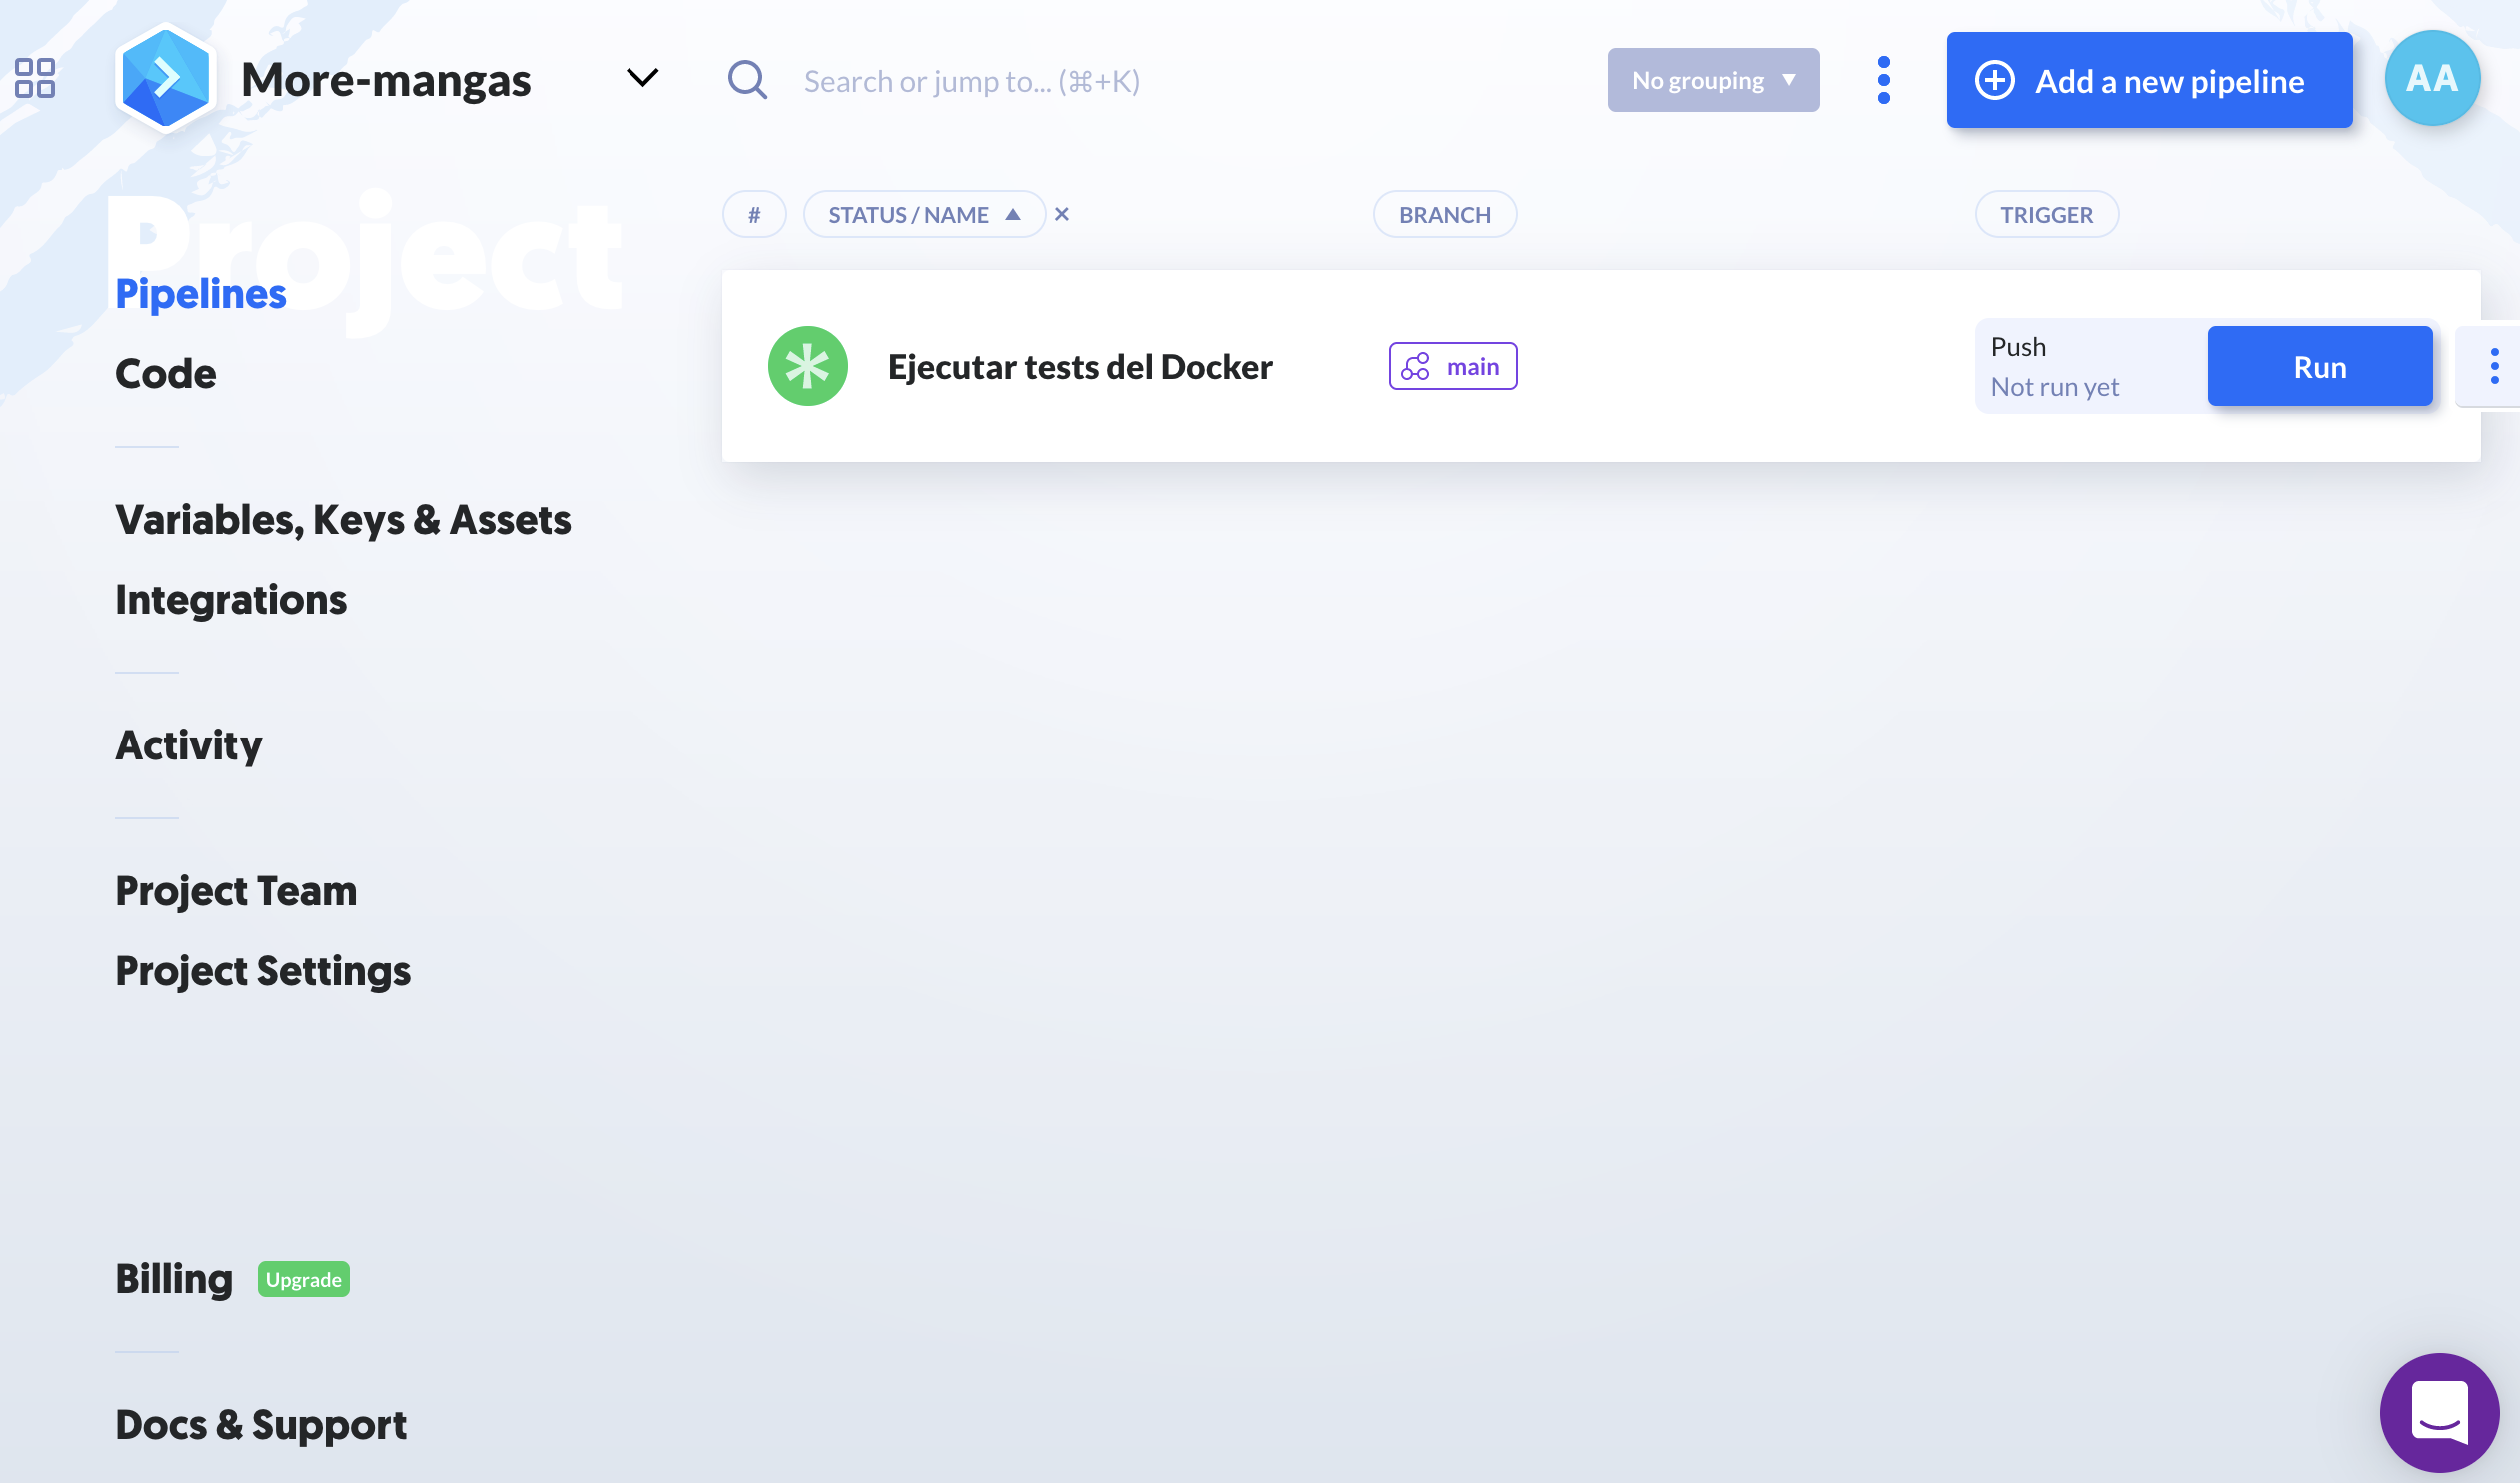 More-mangas
Search or jump to... (⌘+K)
No grouping
Add a new pipeline
AA
Project
# STATUS / NAME BRANCH TRIGGER
Pipelines
Code
Variables, Keys & Assets
Integrations
Activity
Project Team
Project Settings
Billing Upgrade
Docs & Support
Ejecutar tests del Docker
main
Push
Not run yet
Run